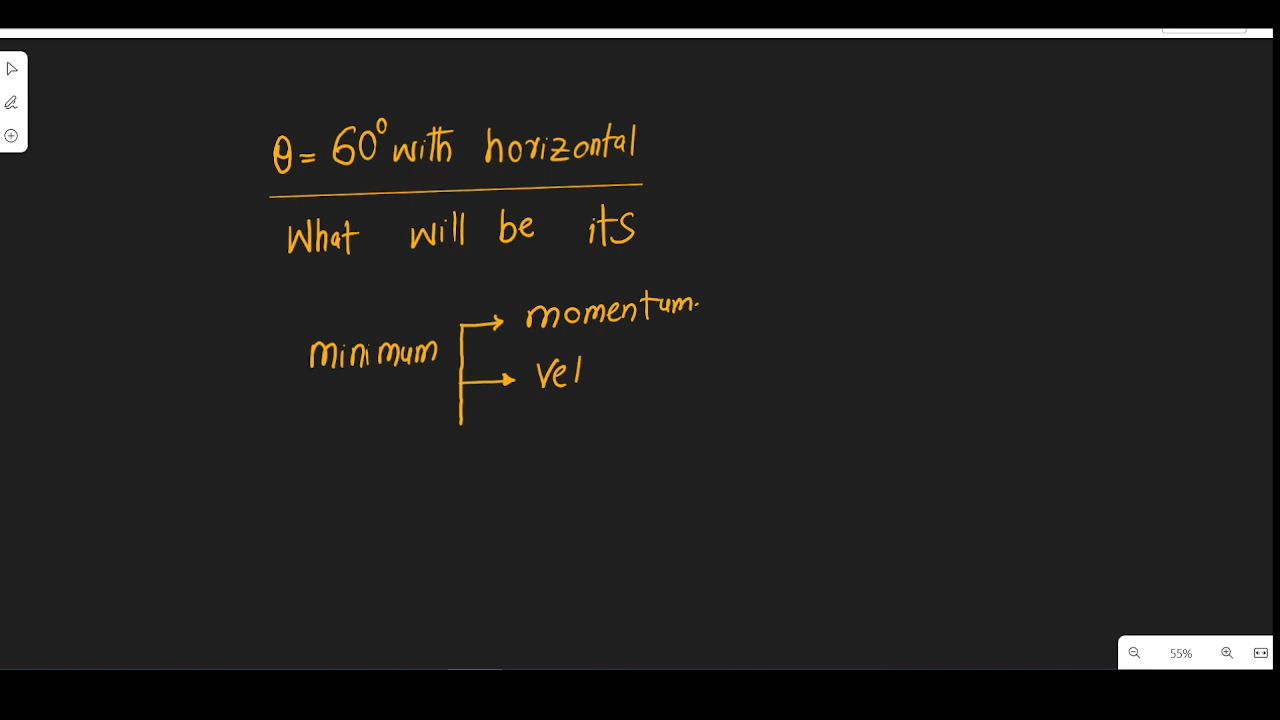 θ = 60° with horizontal
What will be its
minimum → momentum.
→ vel
55%